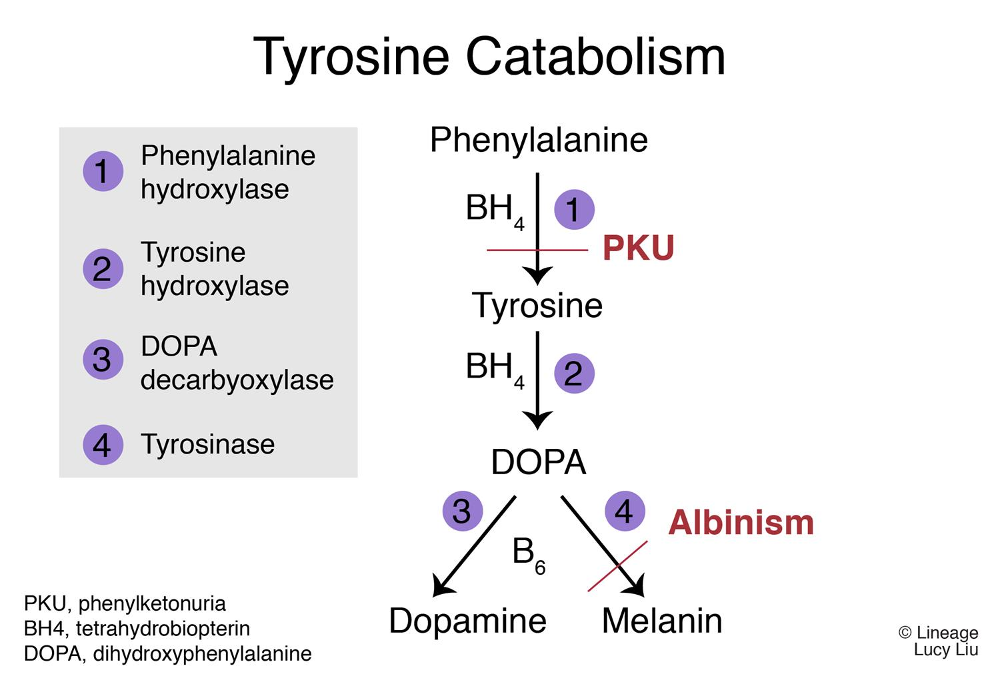 Tyrosine Catabolism
1 Phenylalanine
hydroxylase
2 Tyrosine
hydroxylase
3 DOPA
decarbyoxylase
4 Tyrosinase
Phenylalanine
BH4 1
PKU
Tyrosine
BH4 2
DOPA
3 4
Albinism
B6
Dopamine Melanin
PKU, phenylketonuria
BH4, tetrahydrobiopterin
DOPA, dihydroxyphenylalanine
© Lineage
Lucy Liu